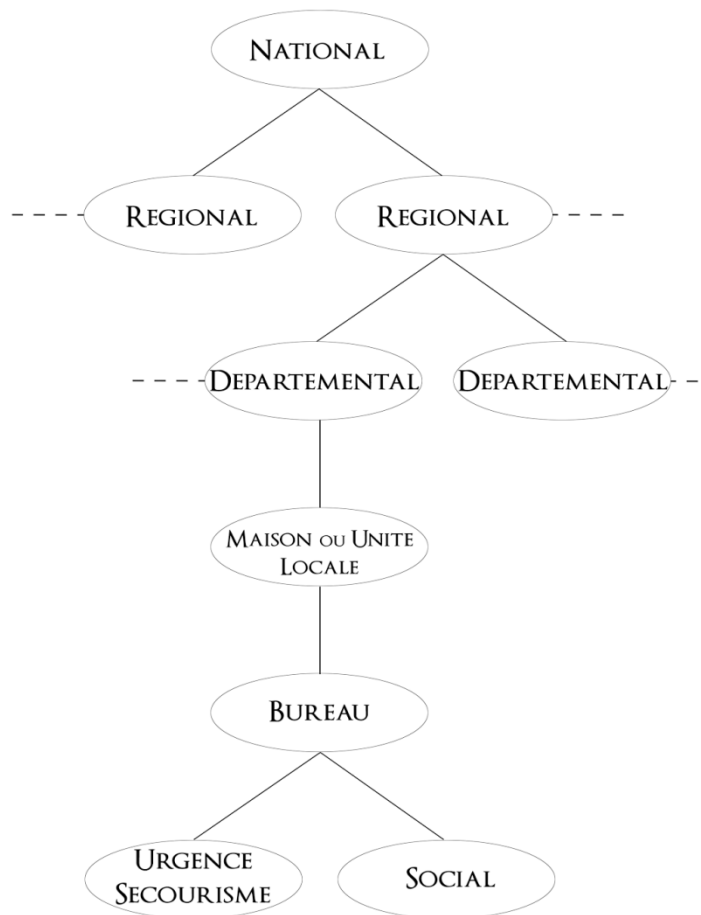 NATIONAL
REGIONAL
REGIONAL
DEPARTEMENTAL
DEPARTEMENTAL
MAISON OU UNITE
LOCALE
BUREAU
URGENCE
SECOURISME
SOCIAL